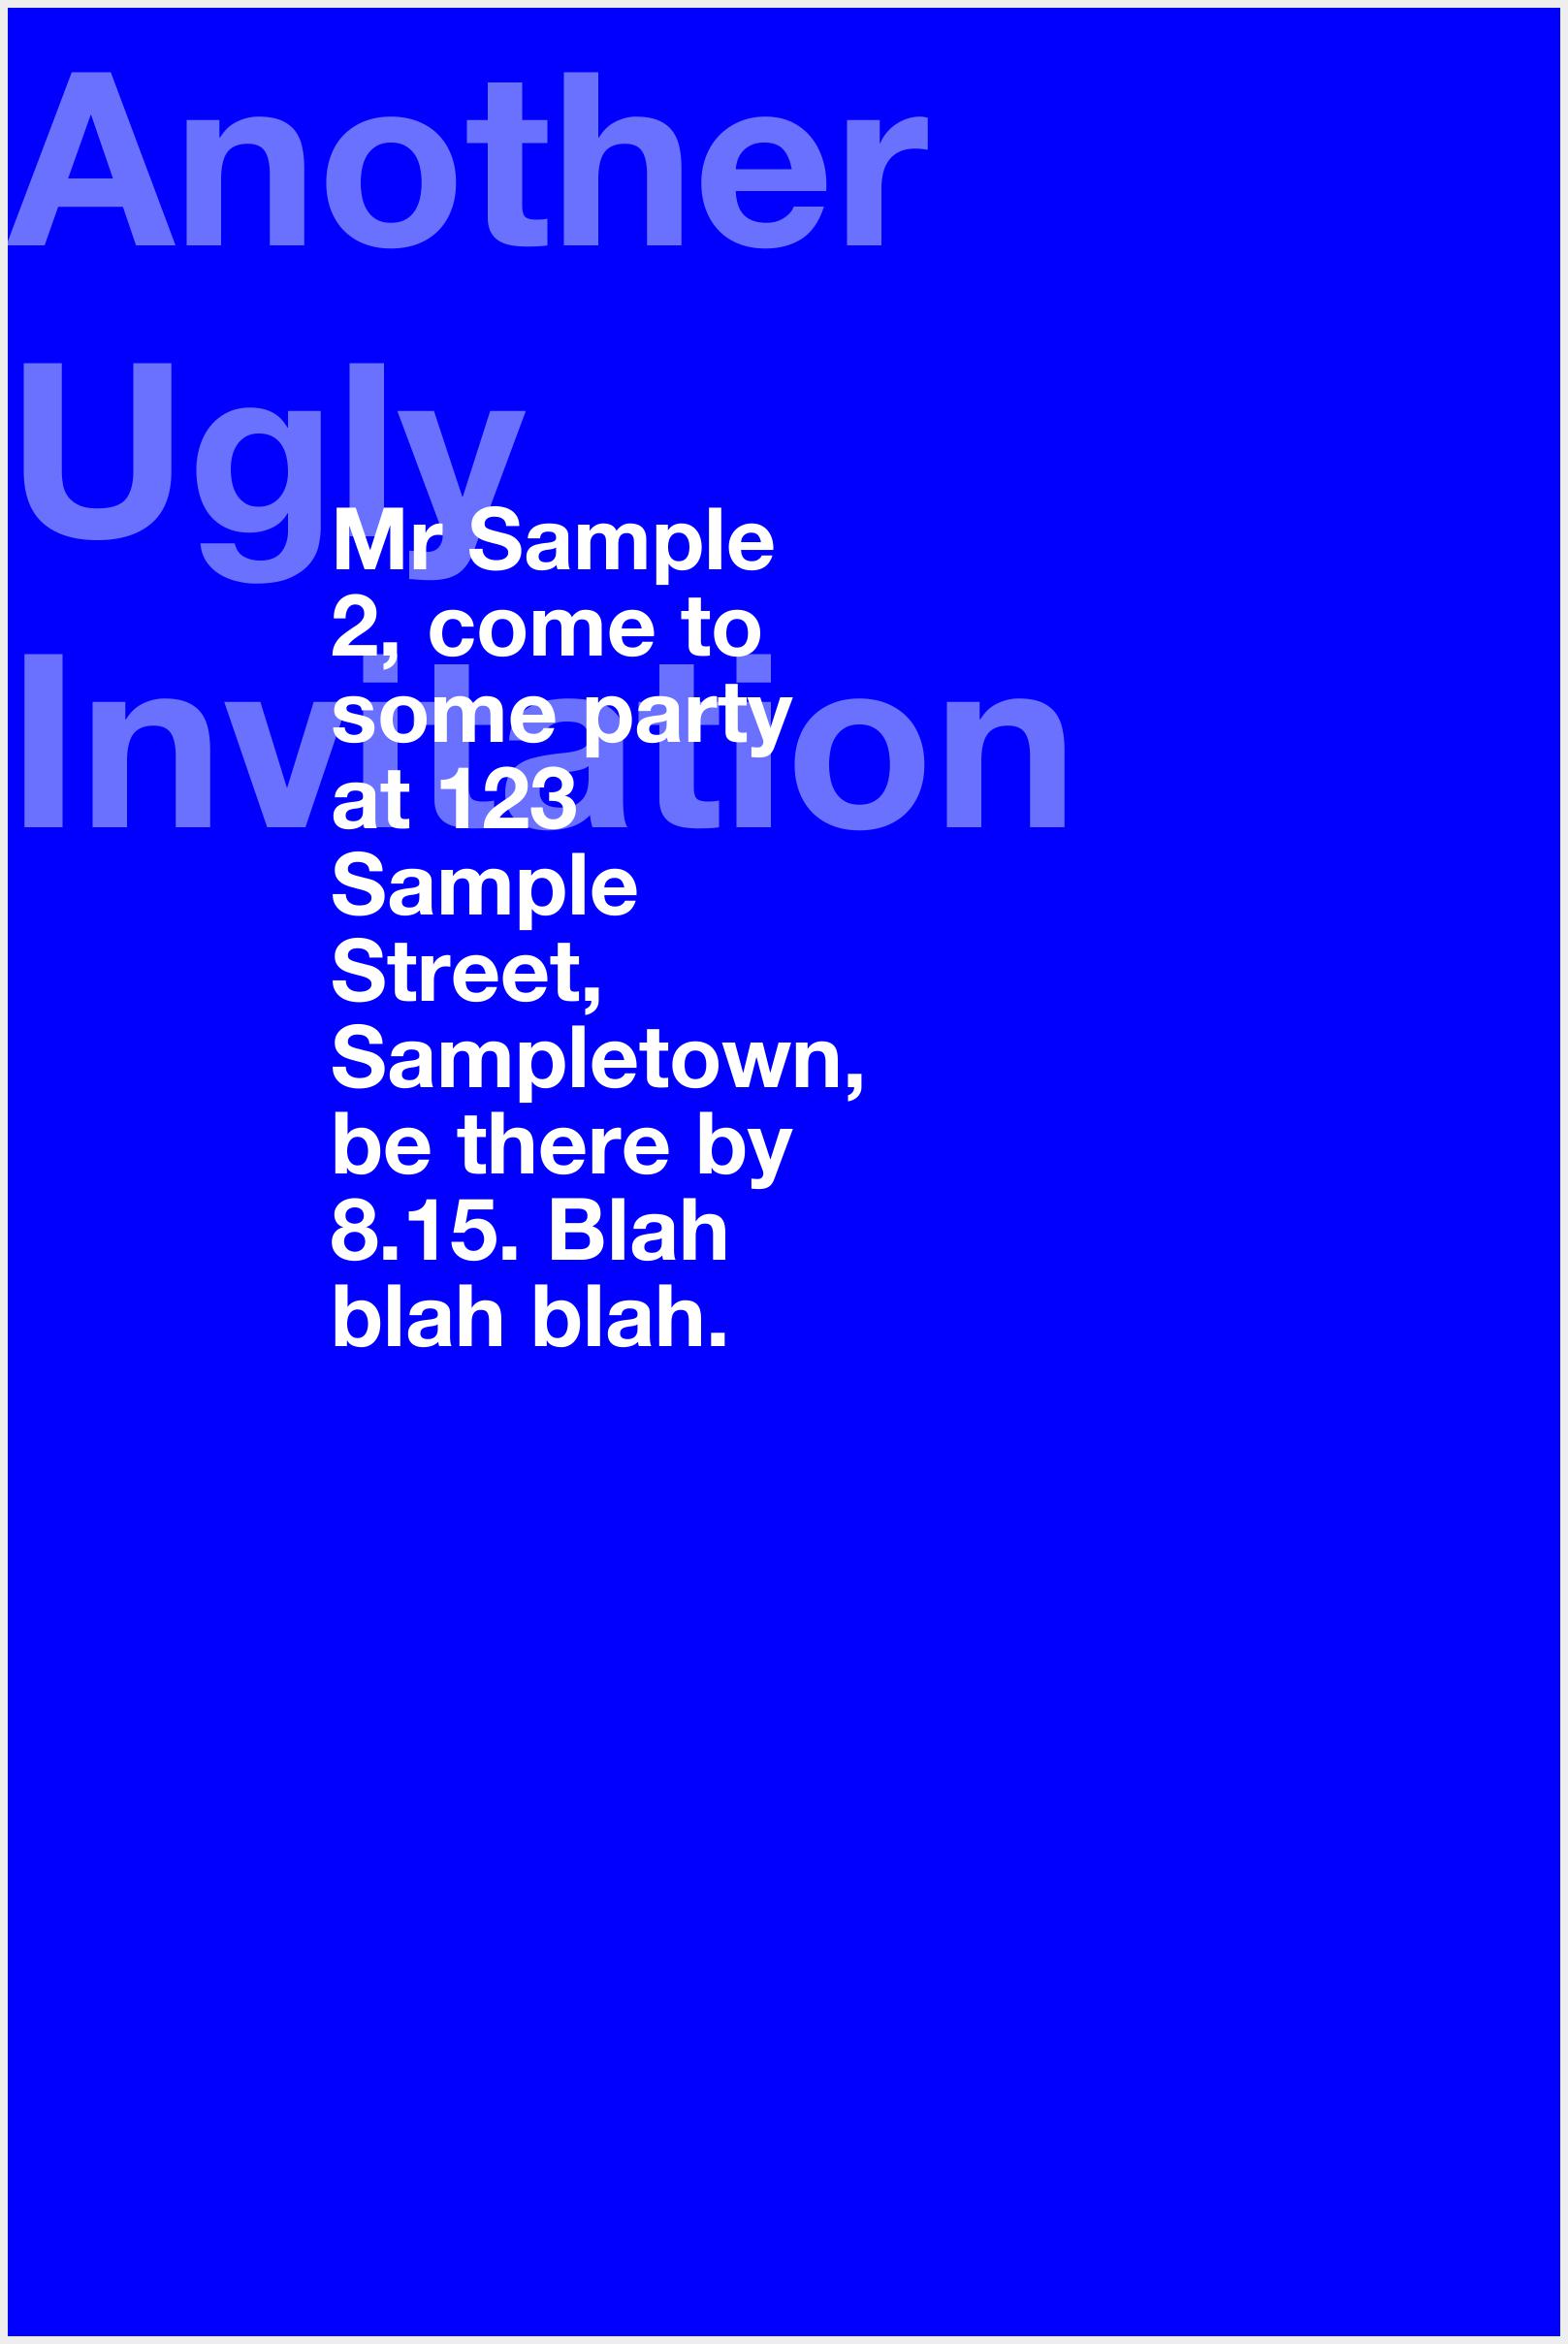 Another
Ugly
Invitation
Mr Sample
2, come to
some party
at 123
Sample
Street,
Sampletown,
be there by
8.15. Blah
blah blah.